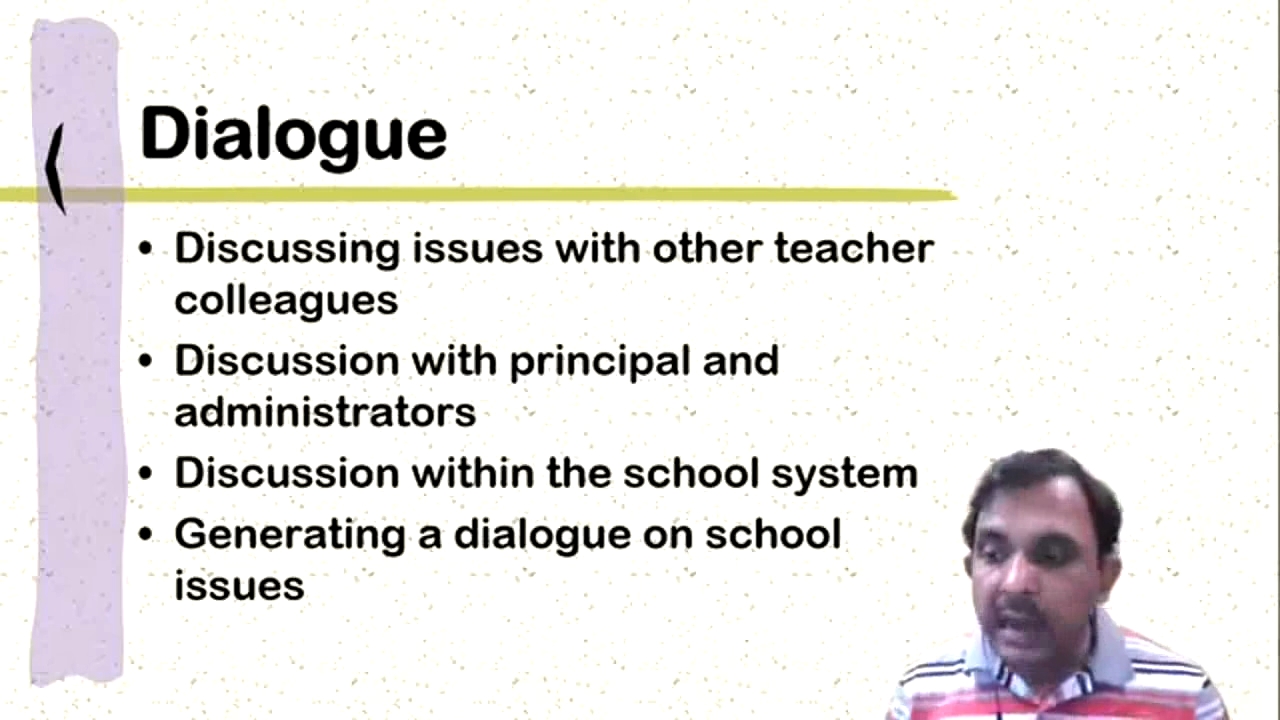 Dialogue
• Discussing issues with other teacher
colleagues
• Discussion with principal and
administrators
• Discussion within the school system
• Generating a dialogue on school
issues